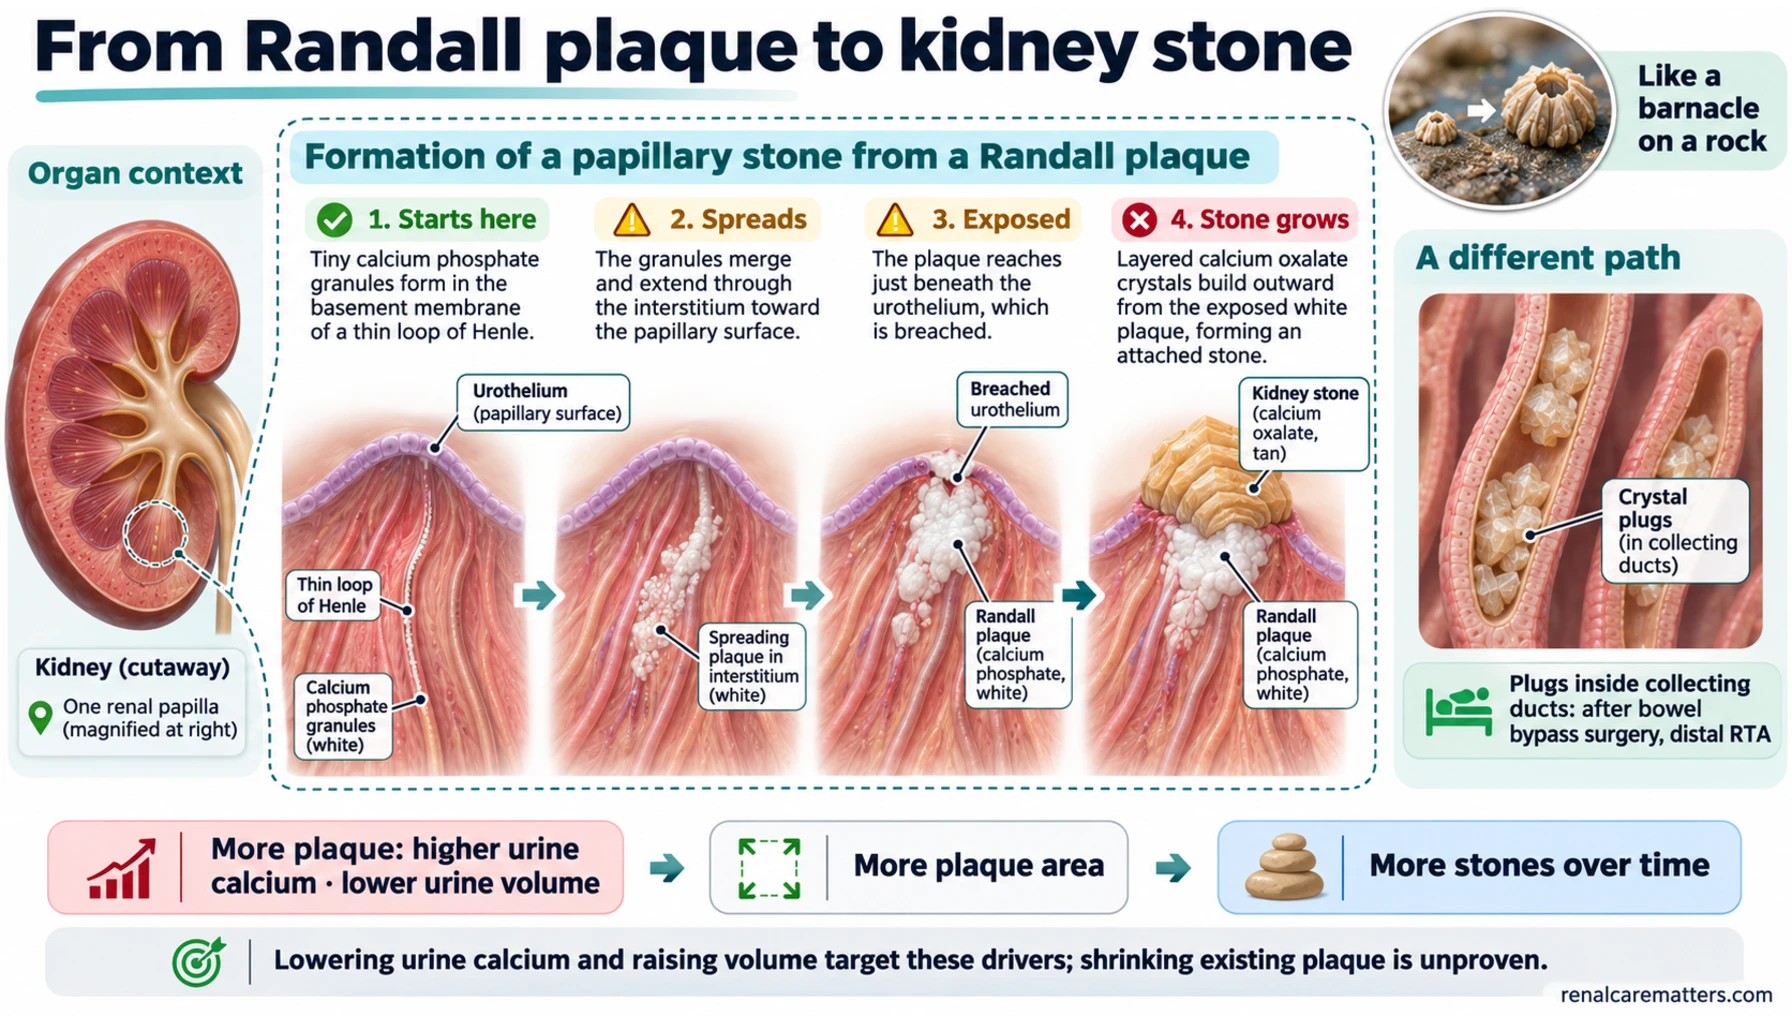 From Randall plaque to kidney stone
Like a
barnacle
on a rock
Organ context
Kidney (cutaway)
One renal papilla
(magnified at right)
Formation of a papillary stone from a Randall plaque
1. Starts here
Tiny calcium phosphate
granules form in the
basement membrane
of a thin loop of Henle.
2. Spreads
The granules merge
and extend through
the interstitium toward
the papillary surface.
3. Exposed
The plaque reaches
just beneath the
urothelium, which
is breached.
4. Stone grows
Layered calcium oxalate
crystals build outward
from the exposed white
plaque, forming an
attached stone.
Urothelium
(papillary surface)
Thin loop
of Henle
Calcium
phosphate
granules
(white)
Spreading
plaque in
interstitium
(white)
Breached
urothelium
Randall
plaque
(calcium
phosphate,
white)
Kidney stone
(calcium
oxalate,
tan)
Randall
plaque
(calcium
phosphate,
white)
A different path
Crystal
plugs
(in collecting
ducts)
Plugs inside collecting
ducts: after bowel
bypass surgery, distal RTA
More plaque: higher urine
calcium · lower urine volume
More plaque area
More stones over time
Lowering urine calcium and raising volume target these drivers; shrinking existing plaque is unproven.
renalcarematters.com